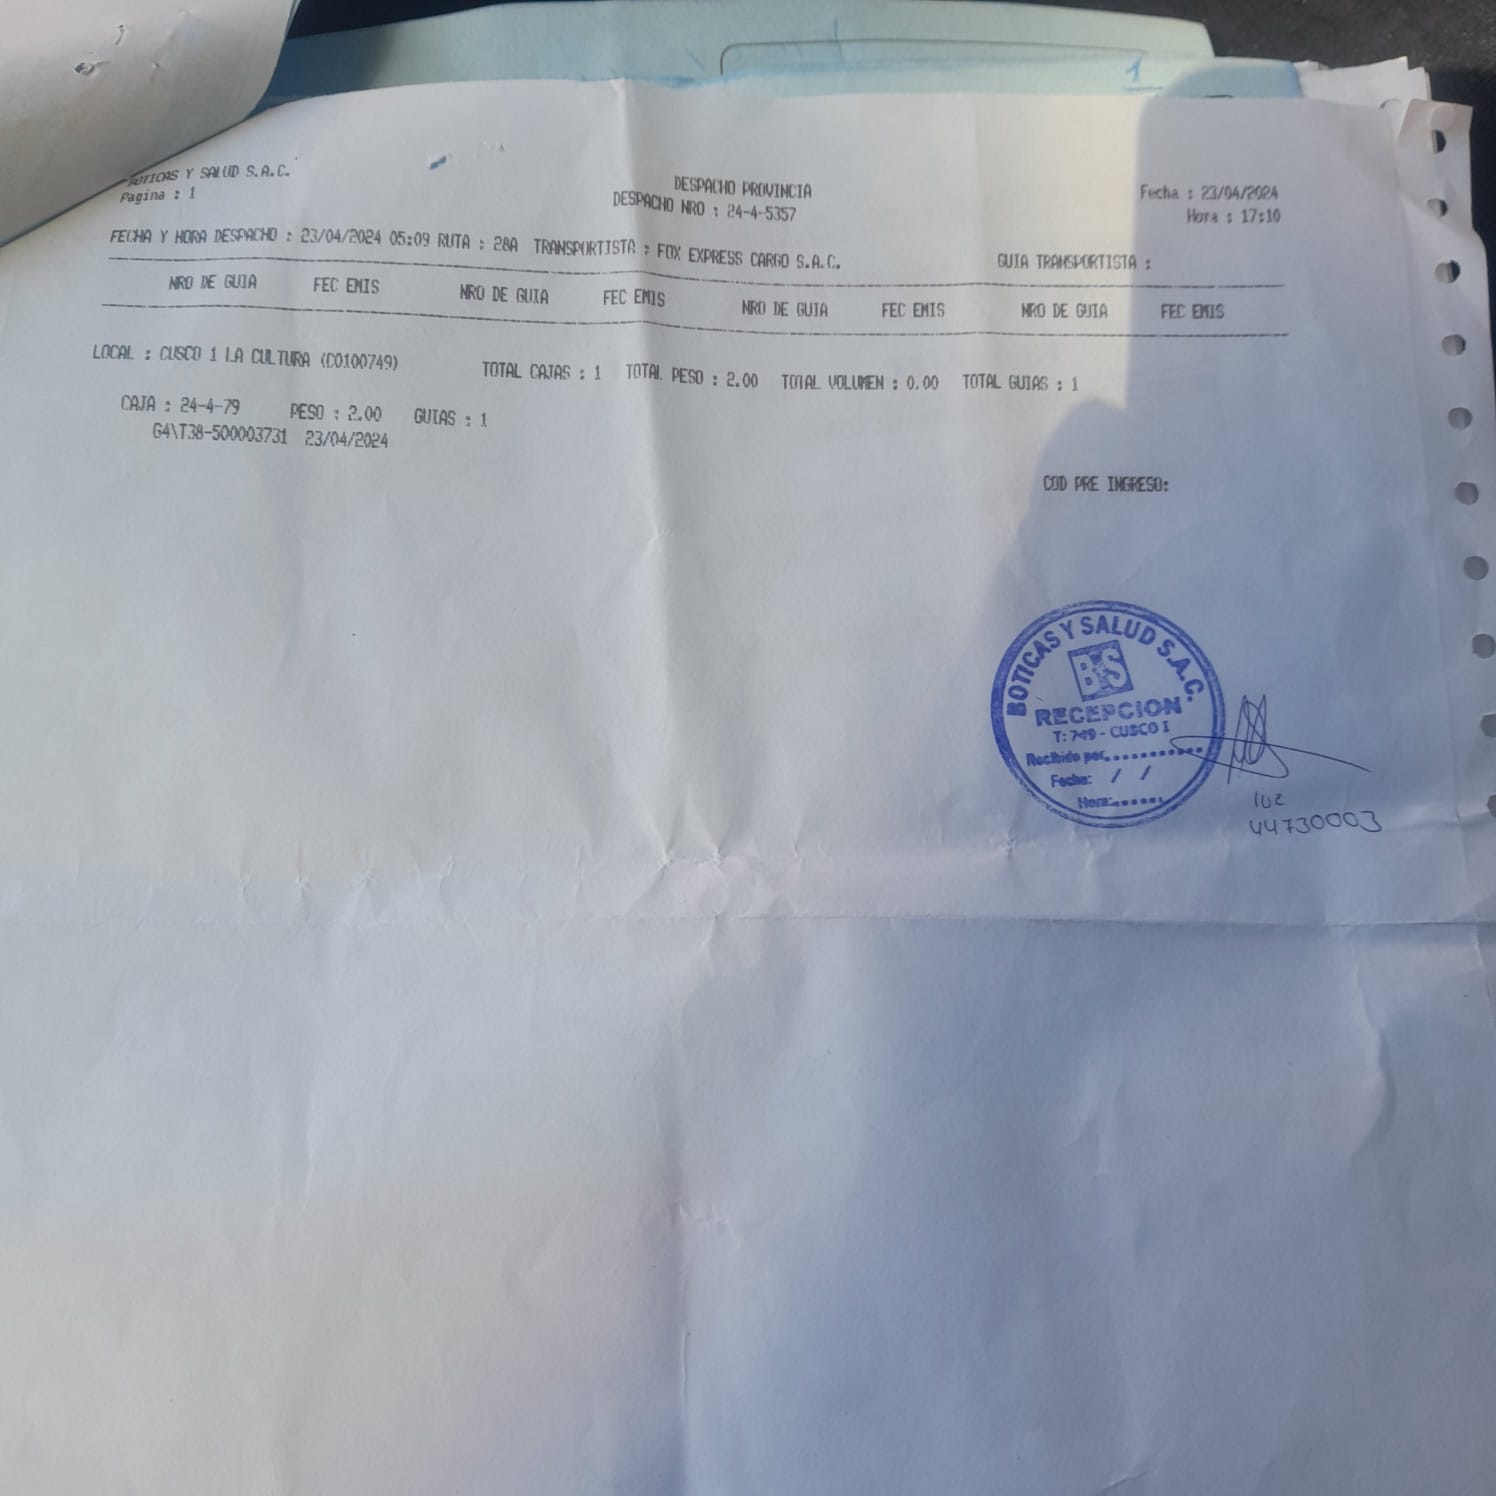 BOTICAS Y SALUD S.A.C.
Pagina : 1
DESPACHO PROVINCIA
DESPACHO NRO : 24-4-5357
Fecha : 23/04/2024
Hora : 17:10
FECHA Y HORA DESPACHO : 23/04/2024 05:09 RUTA : 28A TRANSPORTISTA : FOX EXPRESS CARGO S.A.C. GUIA TRANSPORTISTA :
NRO DE GUIA FEC EMIS NRO DE GUIA FEC EMIS NRO DE GUIA FEC EMIS NRO DE GUIA FEC EMIS
LOCAL : CUSCO 1 LA CULTURA (C0100749) TOTAL CAJAS : 1 TOTAL PESO : 2.00 TOTAL VOLUMEN : 0.00 TOTAL GUIAS : 1
CAJA : 24-4-79 PESO : 2.00 GUIAS : 1
G4\T38-500003731 23/04/2024
COD PRE INGRESO:
BOTICAS Y SALUD S.A.C.
BS
RECEPCION
T: 749 - CUSCO I
Recibido por..............
Fecha: / /
Hora:.......
luz
44730003
1